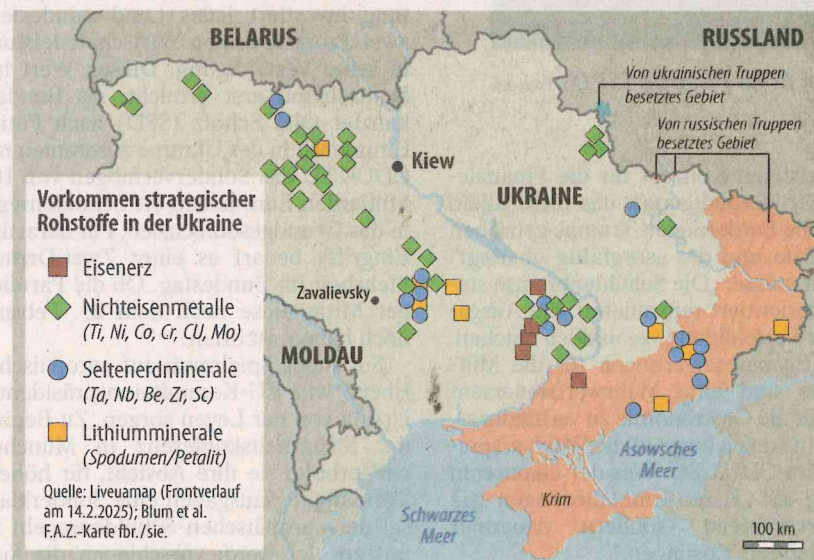 BELARUS
RUSSLAND
Von ukrainischen Truppen
besetztes Gebiet
Von russischen Truppen
besetztes Gebiet
Kiew
UKRAINE
Vorkommen strategischer
Rohstoffe in der Ukraine
Eisenerz
Nichteisenmetalle
(Ti, Ni, Co, Cr, CU, Mo)
Seltenerdminerale
(Ta, Nb, Be, Zr, Sc)
Lithiumminerale
(Spodumen/Petalit)
Quelle: Liveuamap (Frontverlauf
am 14.2.2025); Blum et al.
F.A.Z.-Karte fbr. / sie.
Zavalievsky
MOLDAU
Asowsches
Meer
Krim
Schwarzes
Meer
100 km